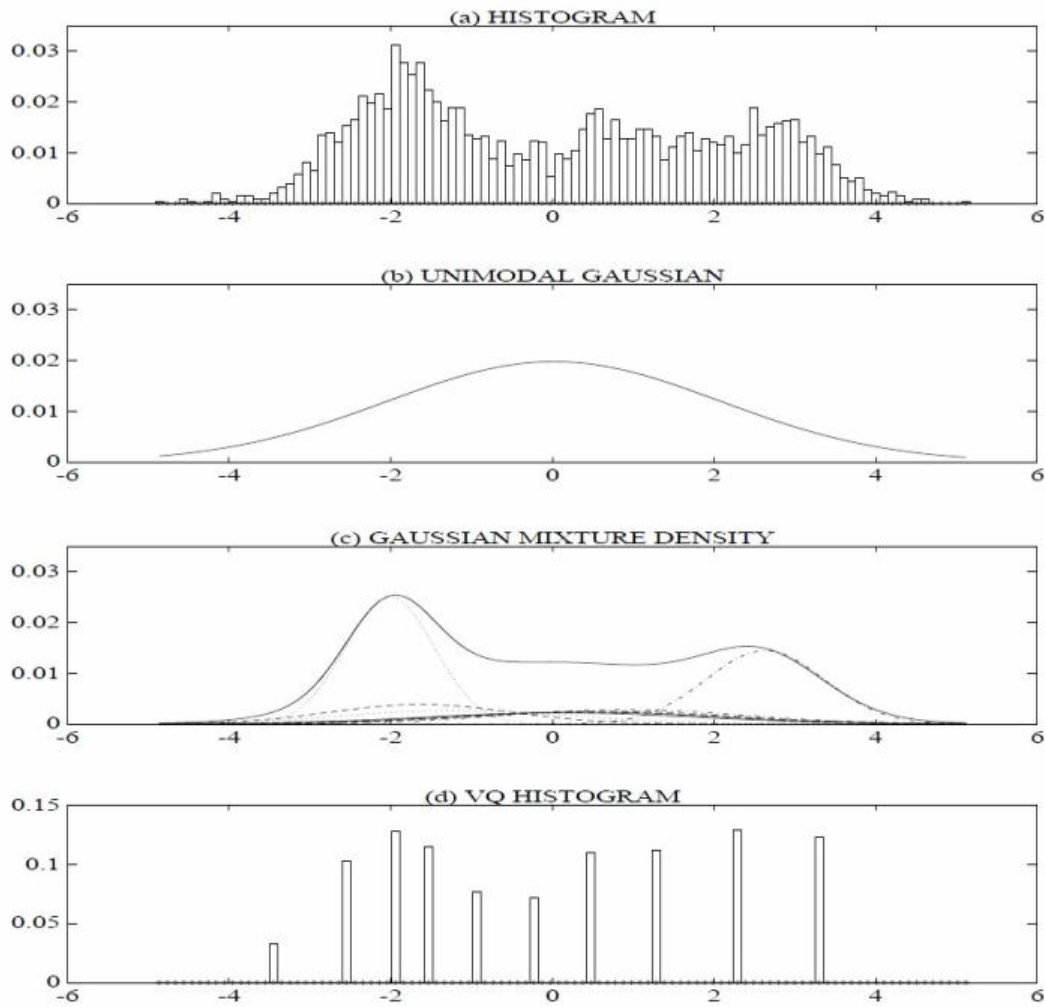 (a) HISTOGRAM
0.03
0.02
0.01
0
-6 -4 -2 0 2 4 6
(b) UNIMODAL GAUSSIAN
0.03
0.02
0.01
0
-6 -4 -2 0 2 4 6
(c) GAUSSIAN MIXTURE DENSITY
0.03
0.02
0.01
0
-6 -4 -2 0 2 4 6
(d) VQ HISTOGRAM
0.15
0.1
0.05
0
-6 -4 -2 0 2 4 6